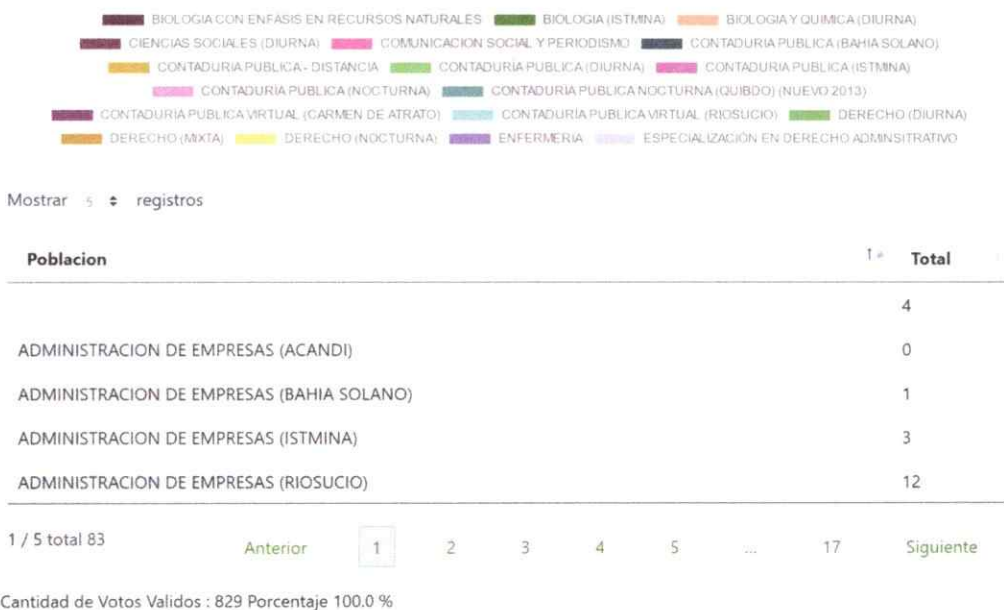 BIOLOGIA CON ENFASIS EN RECURSOS NATURALES BIOLOGIA (ISTMINA) BIOLOGIA Y QUIMICA (DIURNA)
CIENCIAS SOCIALES (DIURNA) COMUNICACION SOCIAL Y PERIODISMO CONTADURIA PUBLICA (BAHIA SOLANO)
CONTADURIA PUBLICA - DISTANCIA CONTADURÍA PUBLICA (DIURNA) CONTADURIA PUBLICA (ISTMINA)
CONTADURIA PUBLICA (NOCTURNA) CONTADURIA PUBLICA NOCTURNA (QUIBDO) (NUEVO 2013)
CONTADURIA PUBLICA VIRTUAL (CARMEN DE ATRATO) CONTADURÍA PUBLICA VIRTUAL (RIOSUCIO) DERECHO (DIURNA)
DERECHO (MIXTA) DERECHO (NOCTURNA) ENFERMERIA ESPECIALIZACIÓN EN DERECHO ADMINSITRATIVO
Mostrar 5 registros
Poblacion Total
4
ADMINISTRACION DE EMPRESAS (ACANDI) 0
ADMINISTRACION DE EMPRESAS (BAHIA SOLANO) 1
ADMINISTRACION DE EMPRESAS (ISTMINA) 3
ADMINISTRACION DE EMPRESAS (RIOSUCIO) 12
1 / 5 total 83 Anterior 1 2 3 4 5 ... 17 Siguiente
Cantidad de Votos Validos : 829 Porcentaje 100.0 %